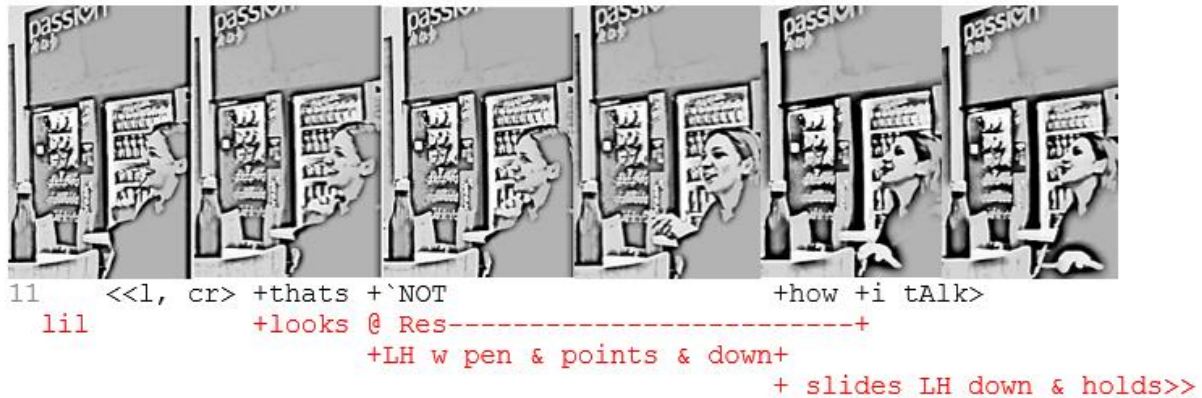 passion passion passion passion passion passion
11 <<l, cr> +thats +`NOT +how +i tAlk>
lil +looks @ Res-------------------------+
+LH w pen & points & down+
+ slides LH down & holds>>